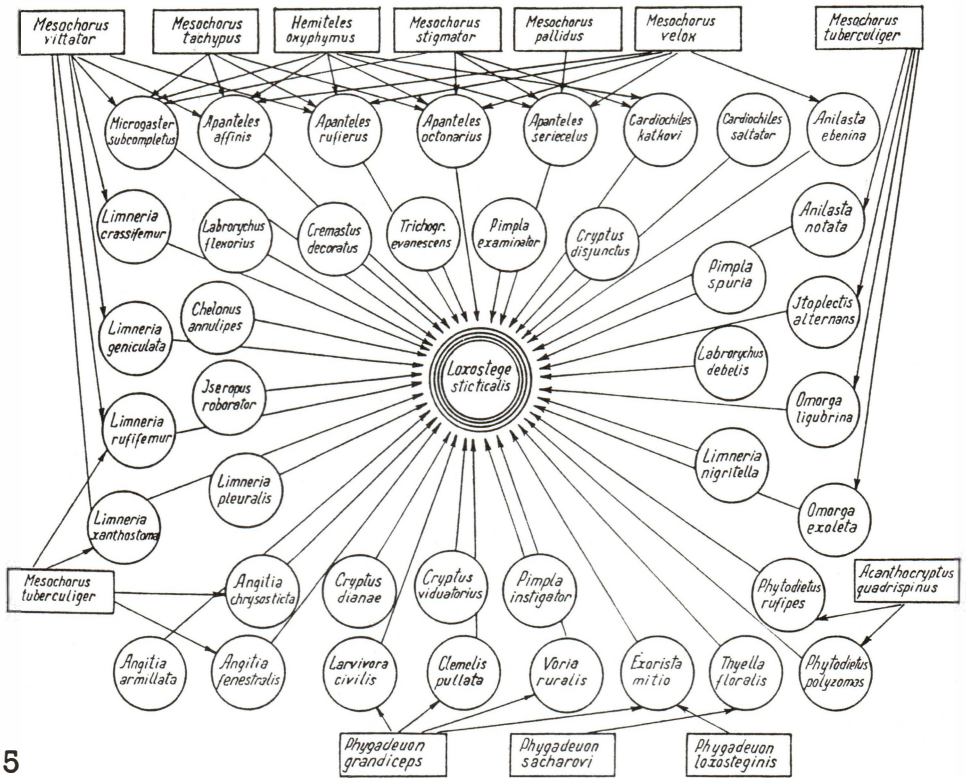 Mesochorus
vittator
Mesochorus
tachypus
Hemiteles
oxyphymus
Mesochorus
stigmator
Mesochorus
pallidus
Mesochorus
velox
Mesochorus
tuberculiger
Microgaster
subcompletus
Apanteles
affinis
Apanteles
rufierus
Apanteles
octonarius
Apanteles
seriecelus
Cardiochiles
katkovi
Cardiochiles
saltator
Anilasta
ebenina
Limneria
crassifemur
Labrorychus
flexorius
Cremastus
decoratus
Trichogr.
evanescens
Pimpla
examinator
Cryptus
disjunctus
Pimpla
spuria
Anilasta
notata
Limneria
geniculata
Chelonus
annulipes
Loxostege
sticticalis
Labrorychus
debelis
Itoplectis
alternans
Limneria
rufifemur
Iseropus
roborator
Omorga
ligubrina
Limneria
xanthostoma
Limneria
pleuralis
Limneria
nigritella
Omorga
exoleta
Mesochorus
tuberculiger
Angitia
chrysosticta
Cryptus
dianae
Cryptus
viduatorius
Pimpla
instigator
Phytodietus
rufipes
Acanthocryptus
quadrispinus
Angitia
armillata
Angitia
fenestralis
Larvivora
civilis
Clemelis
pullata
Voria
ruralis
Exorista
mitio
Thyella
floralis
Phytodietus
polyzomas
Phygadeuon
grandiceps
Phygadeuon
sacharovi
Phygadeuon
loxosteginis
5